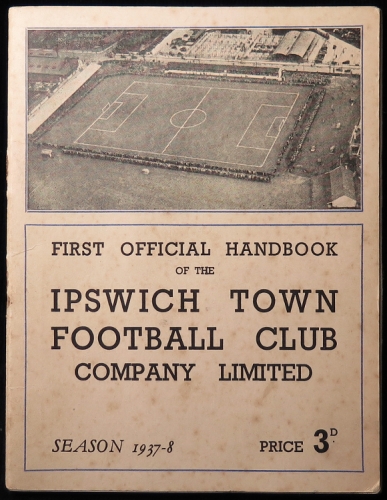 FIRST OFFICIAL HANDBOOK
OF THE
IPSWICH TOWN
FOOTBALL CLUB
COMPANY LIMITED
SEASON 1937-8 PRICE 3D